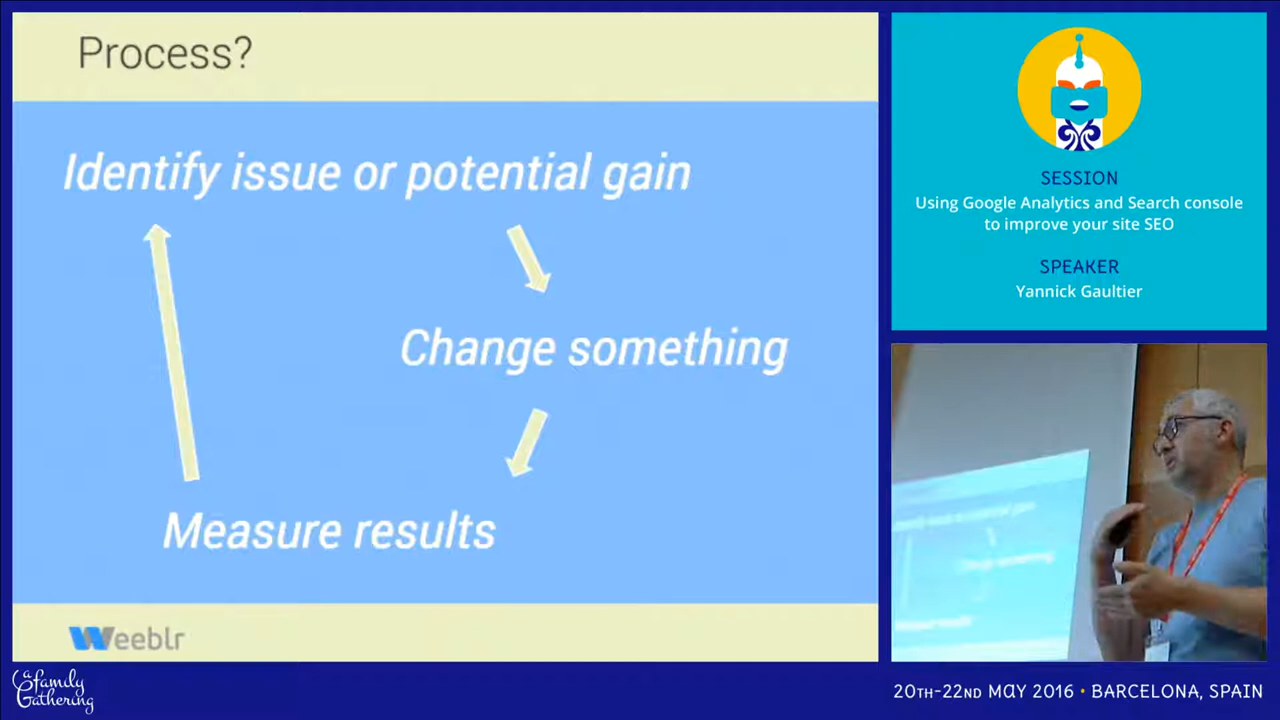 Process?
Identify issue or potential gain
Change something
Measure results
Weeblr
SESSION
Using Google Analytics and Search console
to improve your site SEO
SPEAKER
Yannick Gaultier
a family
Gathering
20TH-22ND MAY 2016 • BARCELONA, SPAIN